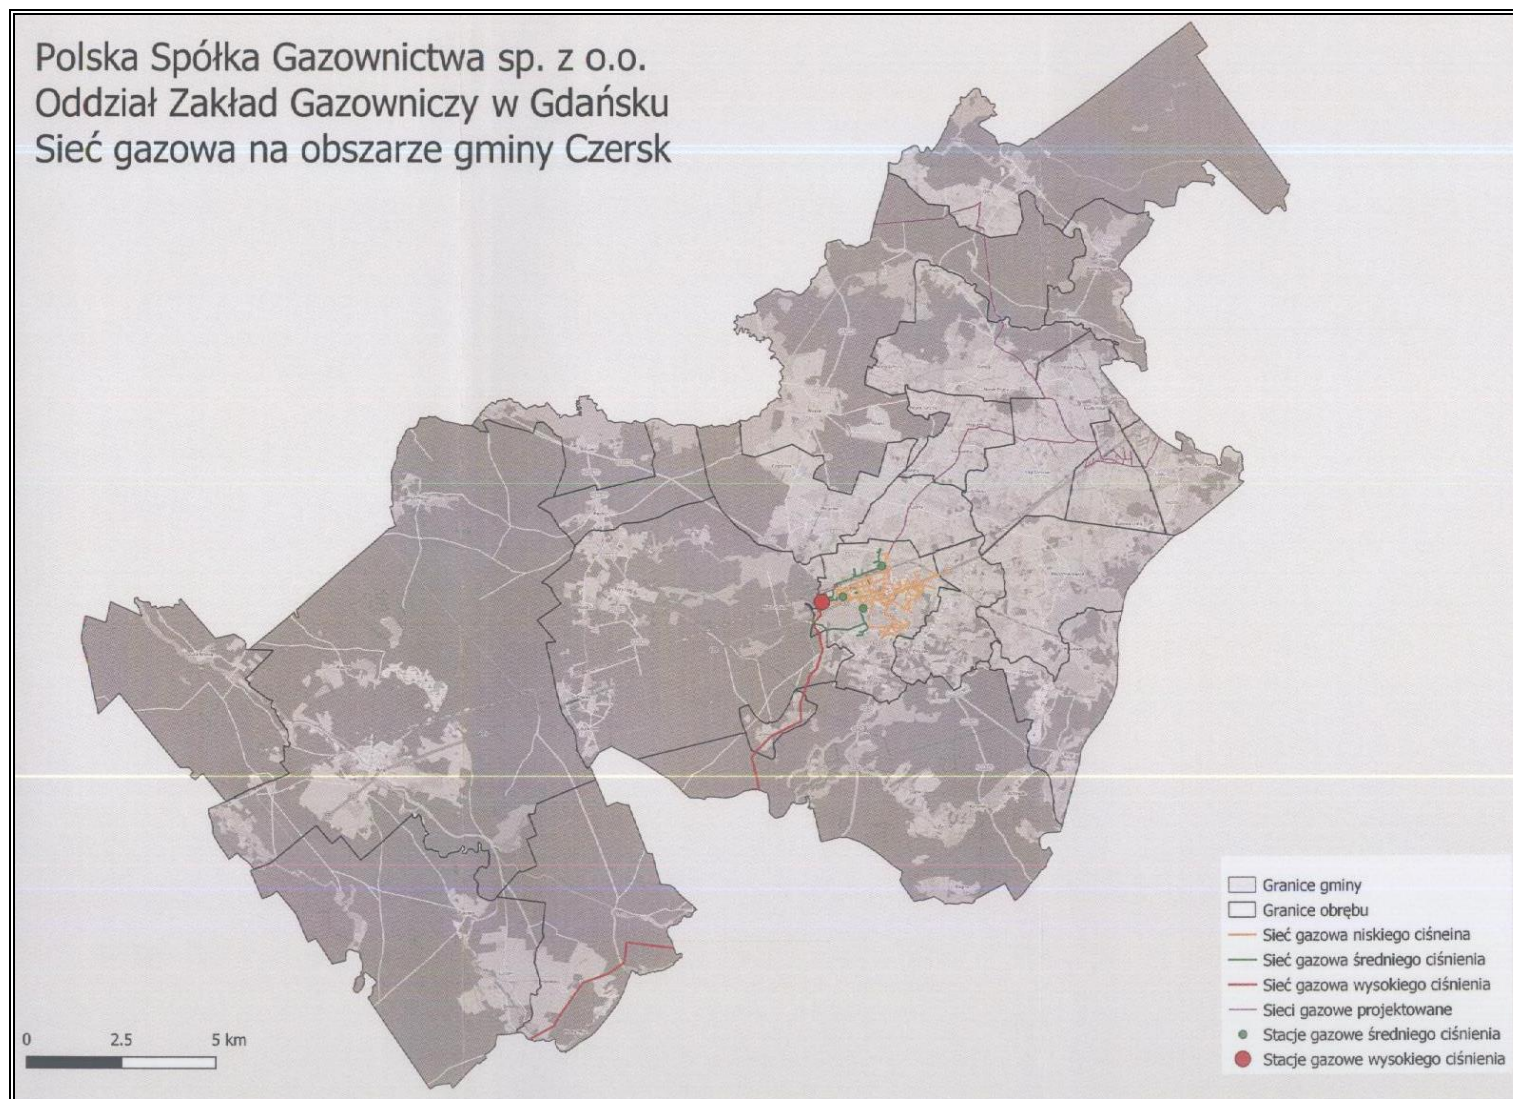 Polska Spółka Gazownictwa sp. z o.o.
Oddział Zakład Gazowniczy w Gdańsku
Sieć gazowa na obszarze gminy Czersk
Granice gminy
Granice obrębu
Sieć gazowa niskiego ciśneina
Sieć gazowa średniego ciśnienia
Sieć gazowa wysokiego ciśnienia
Sieci gazowe projektowane
Stacje gazowe średniego ciśnienia
Stacje gazowe wysokiego ciśnienia
0 2.5 5 km